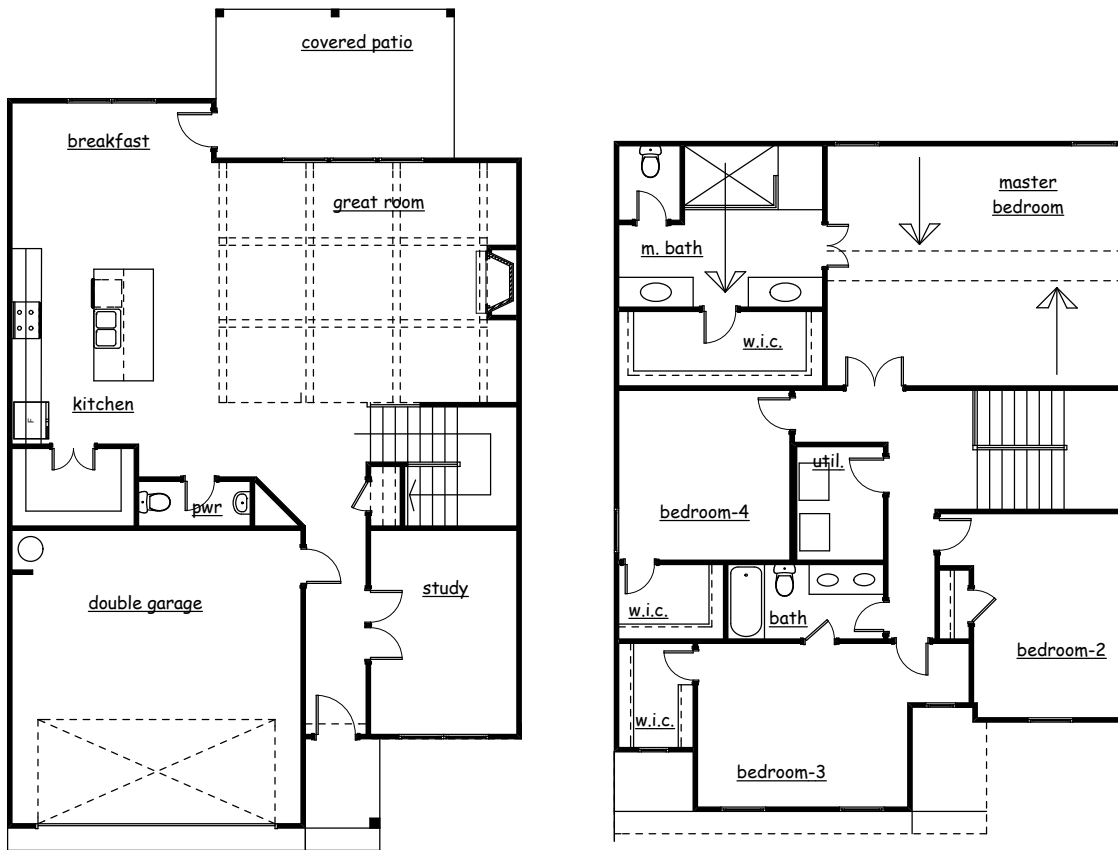 covered patio
breakfast
great room
kitchen
F
pwr
double garage
study
master
bedroom
m. bath
w.i.c.
util.
bedroom-4
w.i.c.
bath
bedroom-2
w.i.c.
bedroom-3